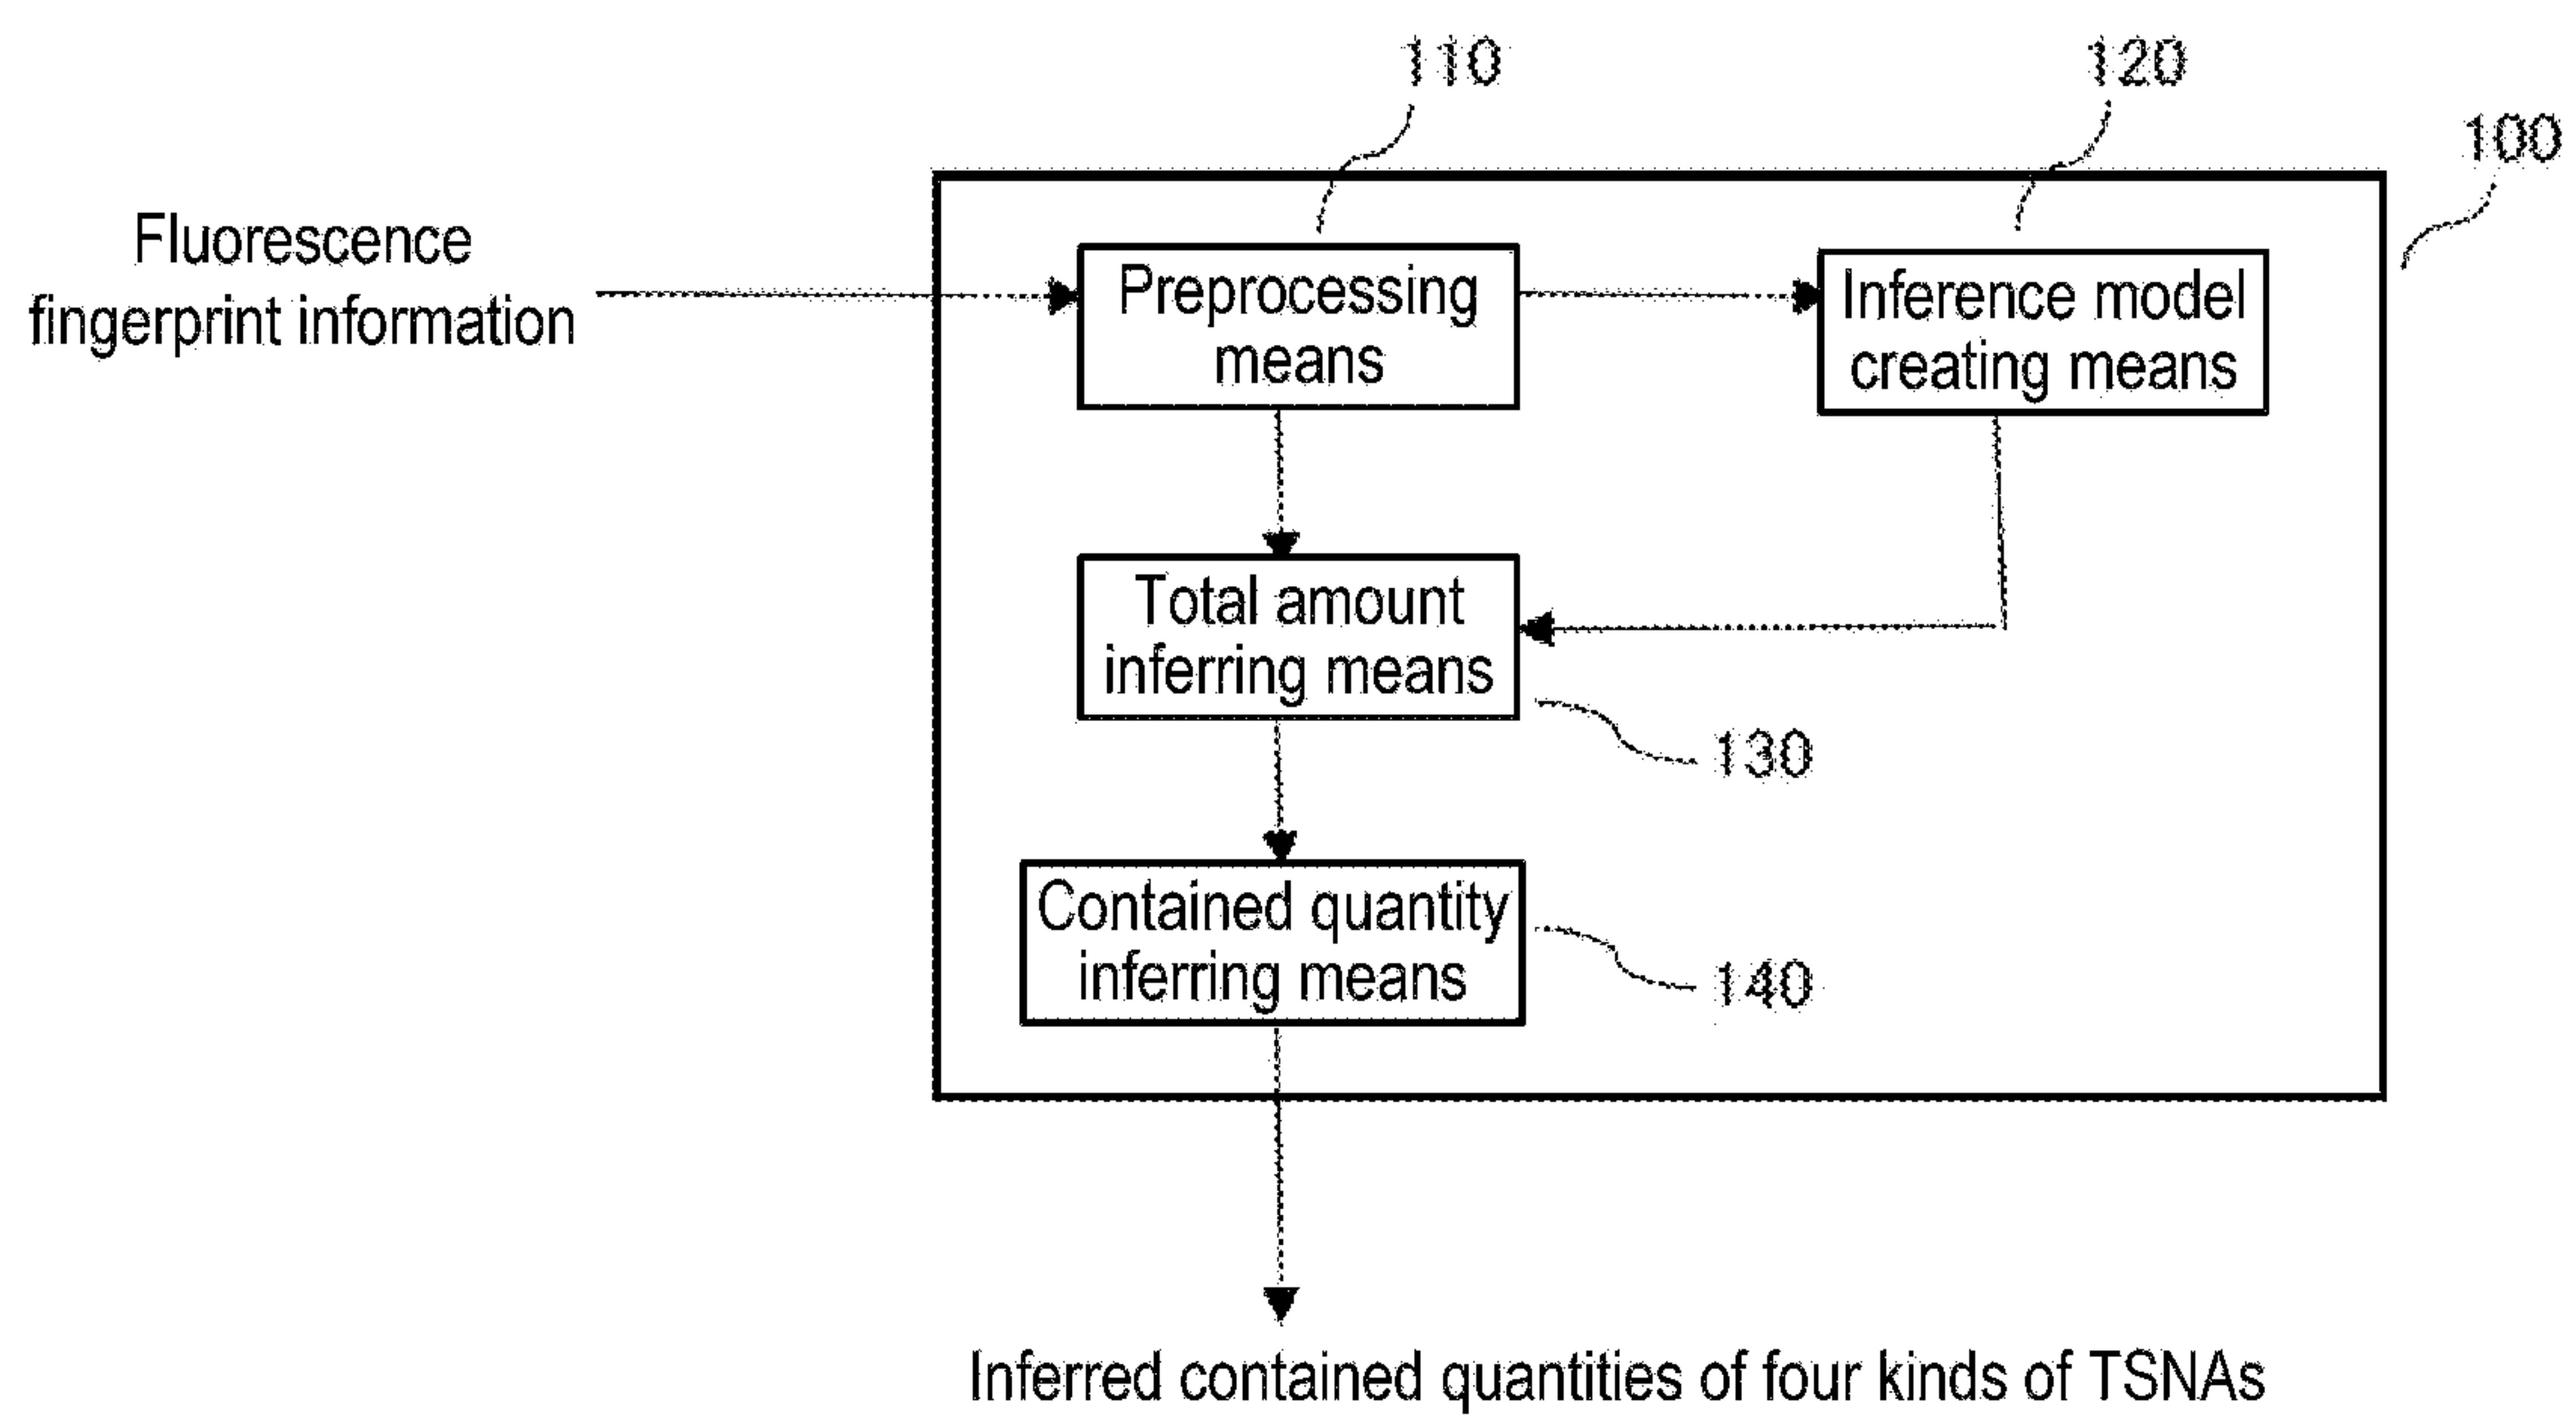 110
120
100
Fluorescence
fingerprint information
Preprocessing
means
Inference model
creating means
Total amount
inferring means
130
Contained quantity
inferring means
140
Inferred contained quantities of four kinds of TSNAs